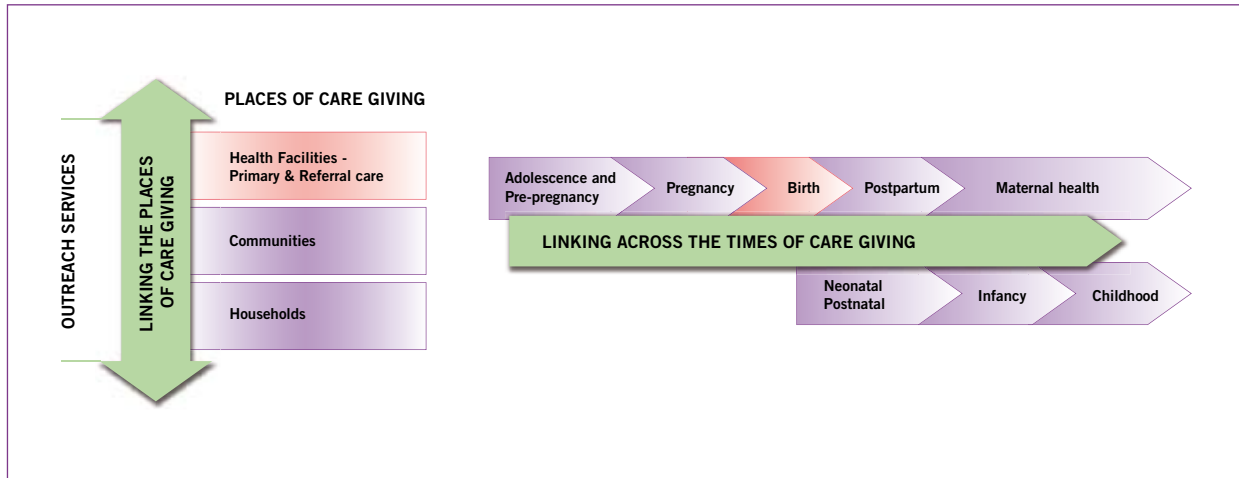 OUTREACH SERVICES
LINKING THE PLACES
OF CARE GIVING
PLACES OF CARE GIVING
Health Facilities -
Primary & Referral care
Communities
Households
Adolescence and
Pre-pregnancy
Pregnancy
Birth
Postpartum
Maternal health
LINKING ACROSS THE TIMES OF CARE GIVING
Neonatal
Postnatal
Infancy
Childhood